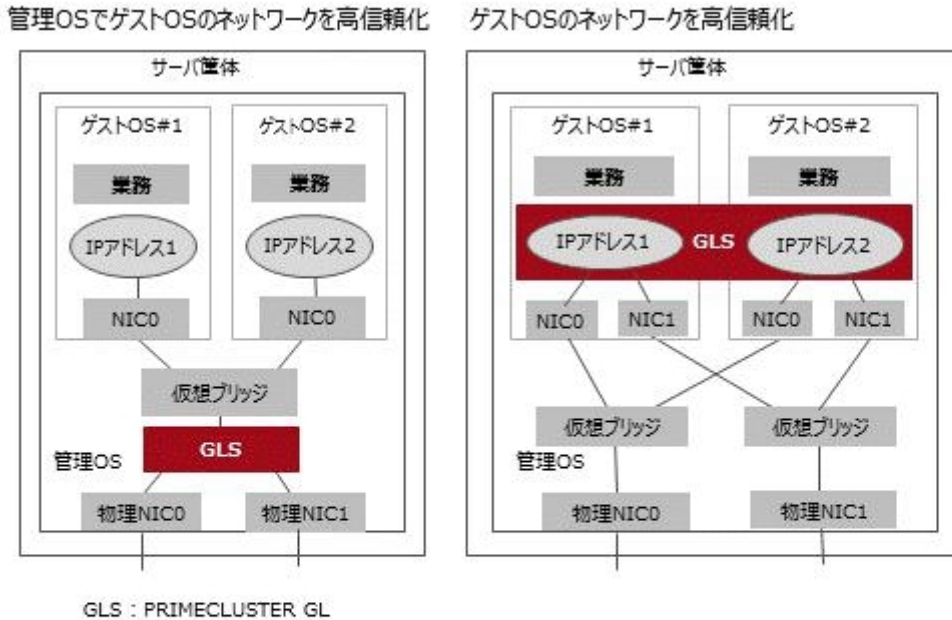 管理OSでゲストOSのネットワークを高信頼化
サーバ筐体
ゲストOS#1
ゲストOS#2
業務
業務
IPアドレス1
IPアドレス2
NIC0
NIC0
仮想ブリッジ
GLS
管理OS
物理NIC0
物理NIC1
GLS : PRIMECLUSTER GL
ゲストOSのネットワークを高信頼化
サーバ筐体
ゲストOS#1
ゲストOS#2
業務
業務
IPアドレス1
GLS
IPアドレス2
NIC0
NIC1
NIC0
NIC1
仮想ブリッジ
仮想ブリッジ
管理OS
物理NIC0
物理NIC1